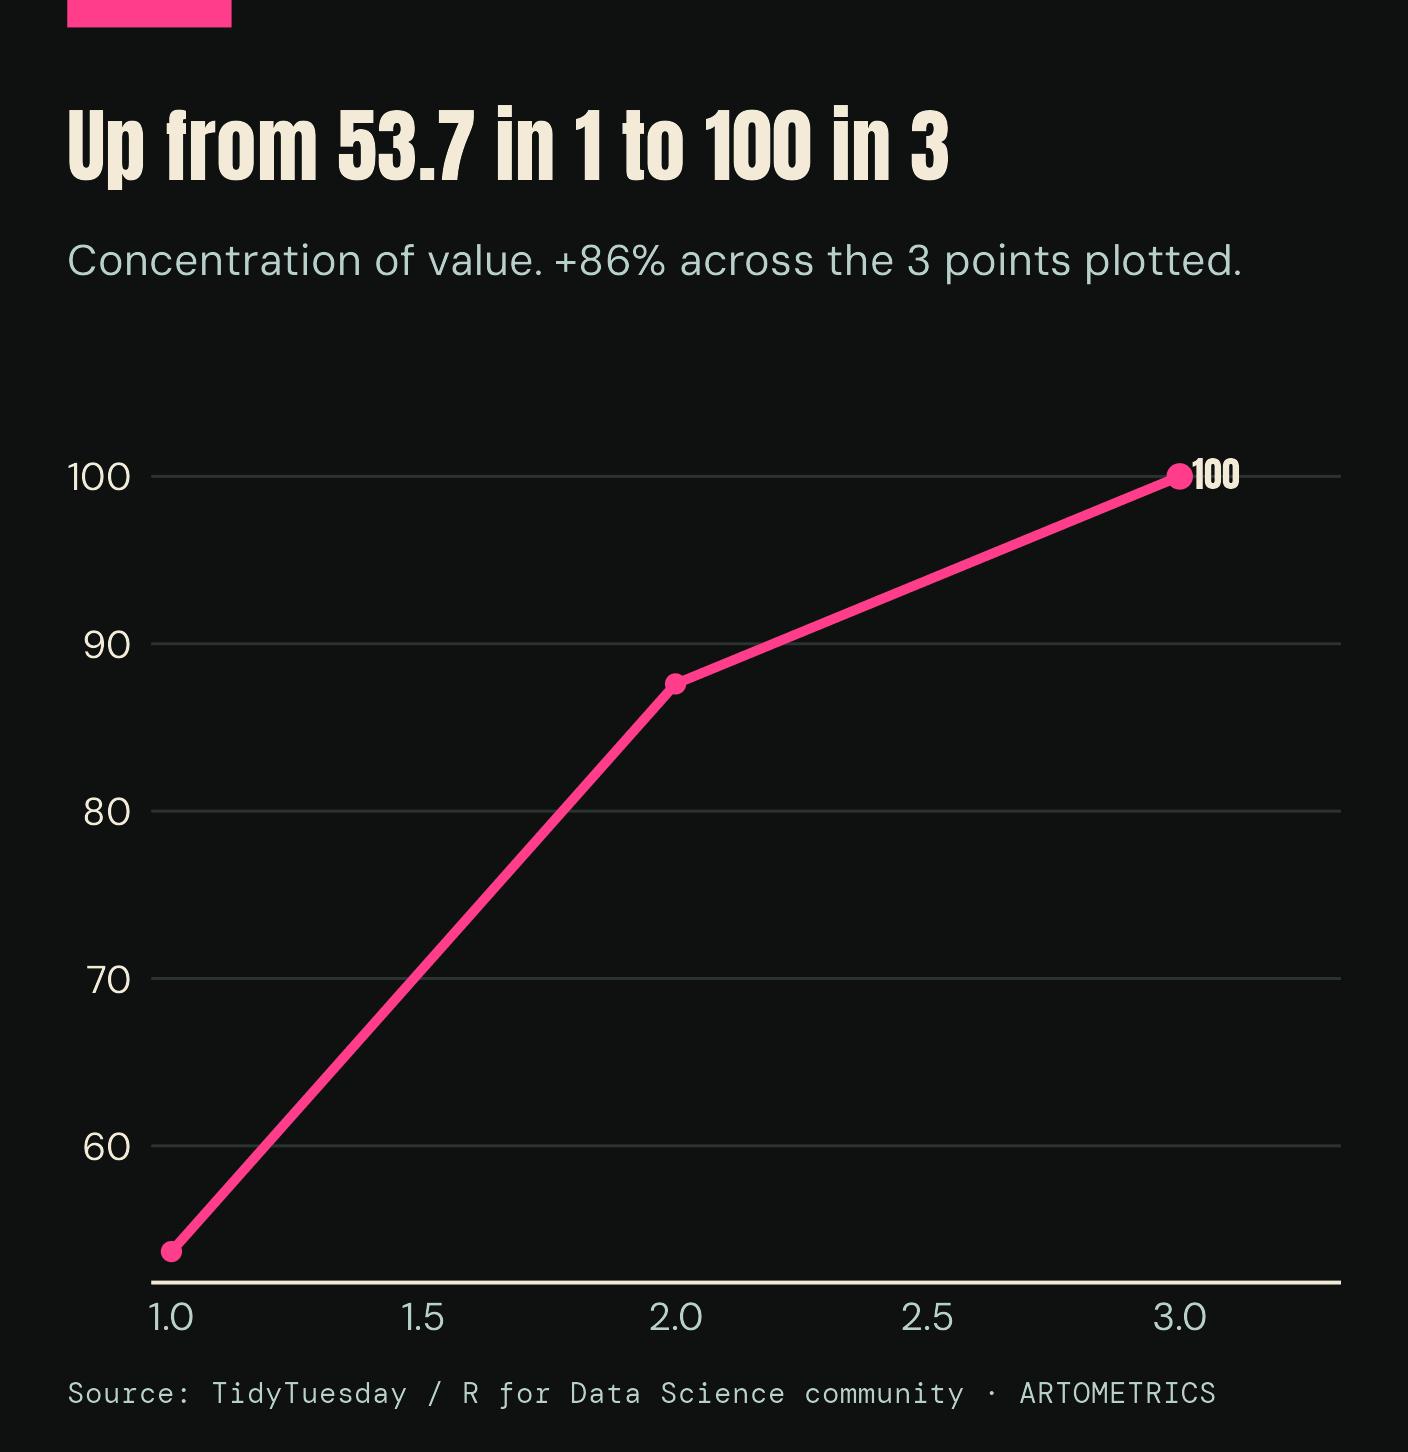 Up from 53.7 in 1 to 100 in 3
Concentration of value. +86% across the 3 points plotted.
100
100
90
80
70
60
1.0 1.5 2.0 2.5 3.0
Source: TidyTuesday / R for Data Science community · ARTOMETRICS